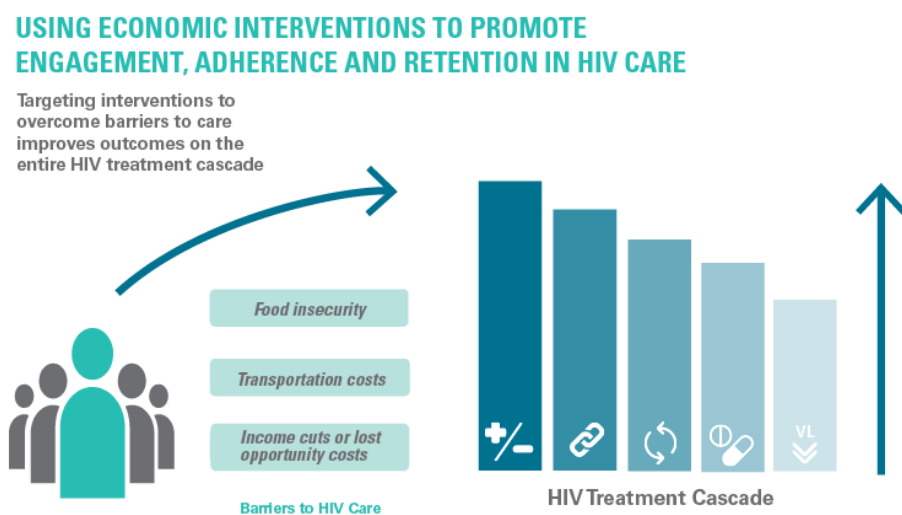 USING ECONOMIC INTERVENTIONS TO PROMOTE
ENGAGEMENT, ADHERENCE AND RETENTION IN HIV CARE
Targeting interventions to
overcome barriers to care
improves outcomes on the
entire HIV treatment cascade
Food insecurity
Transportation costs
Income cuts or lost
opportunity costs
Barriers to HIV Care
+/-
VL
HIV Treatment Cascade